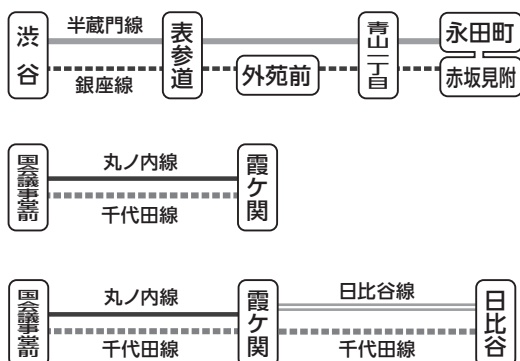 渋谷
半蔵門線
銀座線
表参道
外苑前
青山一丁目
永田町
赤坂見附
国会議事堂前
丸ノ内線
千代田線
霞ケ関
国会議事堂前
丸ノ内線
千代田線
霞ケ関
日比谷線
千代田線
日比谷